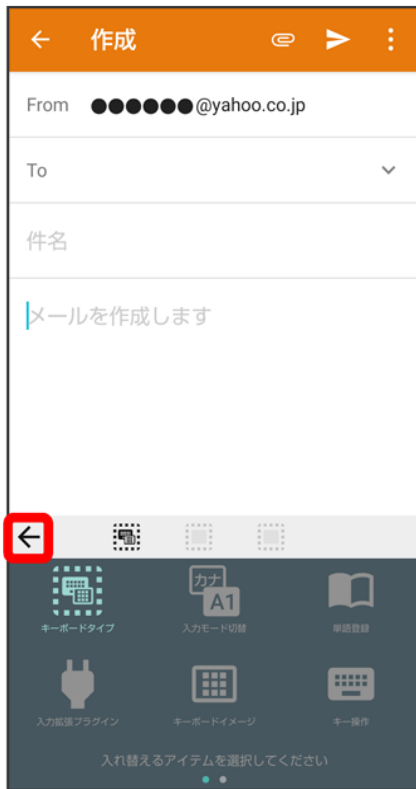 作成
From ●●●●●●@yahoo.co.jp
To
件名
メールを作成します
キーボードタイプ
カナ
A1
入力モード切替
単語登録
入力拡張プラグイン
キーボードイメージ
キー操作
入れ替えるアイテムを選択してください